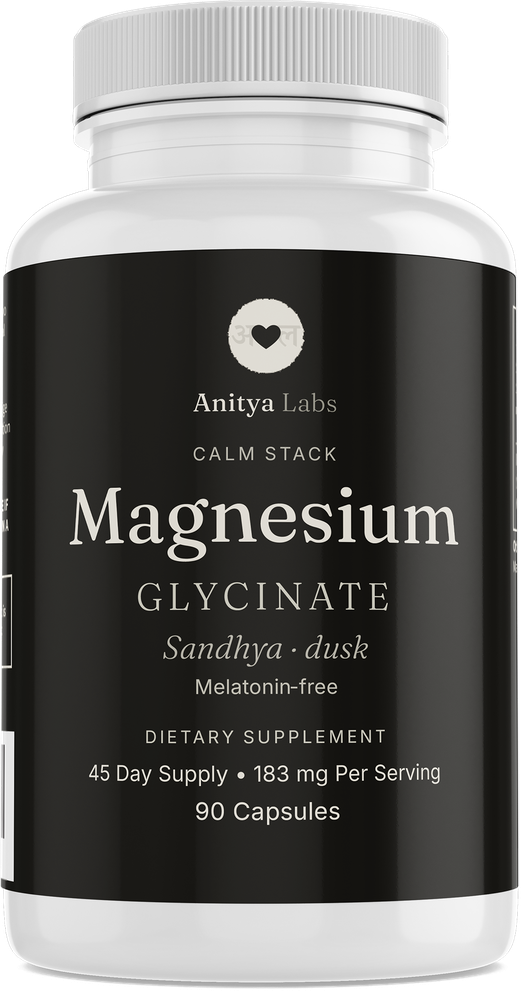 Anitya Labs
CALM STACK
Magnesium
GLYCINATE
Sandhya · dusk
Melatonin-free
DIETARY SUPPLEMENT
45 Day Supply • 183 mg Per Serving
90 Capsules